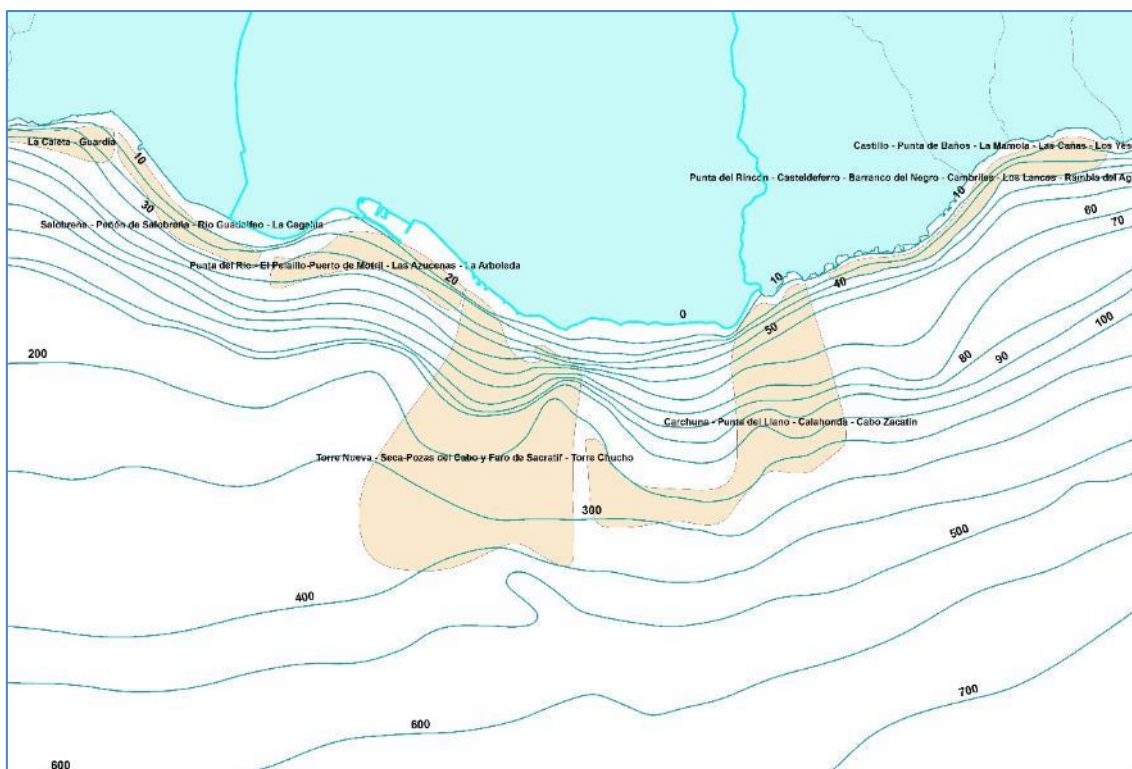 La Caleta - Guardia
10
Castillo - Punta de Baños - La Mamola - Las Cañas - Los Yes
Punta del Rincón - Casteldeferro - Barranco del Negro - Cambriles - Los Lances - Rambla del Ag
30
10
60
70
Salobreña - Peñón de Salobreña - Río Guadalfeo - La Cagelua
Punta del Río - El Pelaillo-Puerto de Motril - Las Azucenas - La Arboleda
20
10
40
0
50
100
200
80
90
Carchuna - Punta del Llano - Calahonda - Cabo Zacatín
Torre Nueva - Seca-Pozas del Cabo y Faro de Sacratif - Torre Chucho
300
500
400
700
600
600